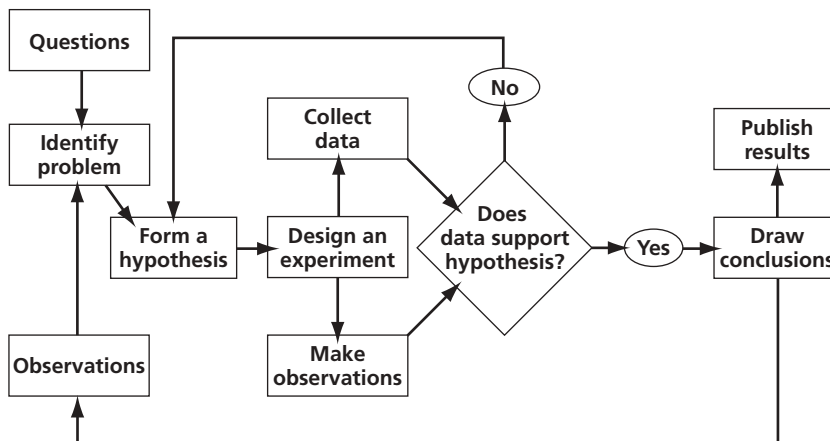 Questions
Identify
problem
Observations
Form a
hypothesis
Design an
experiment
Collect
data
Make
observations
Does
data support
hypothesis?
No
Yes
Draw
conclusions
Publish
results